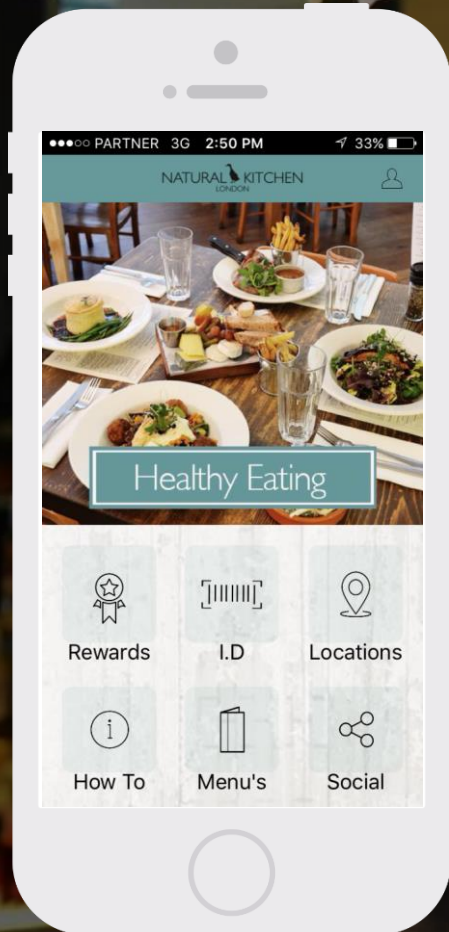 PARTNER 3G 2:50 PM 33%
NATURAL KITCHEN
LONDON
Healthy Eating
Rewards I.D Locations
How To Menu's Social